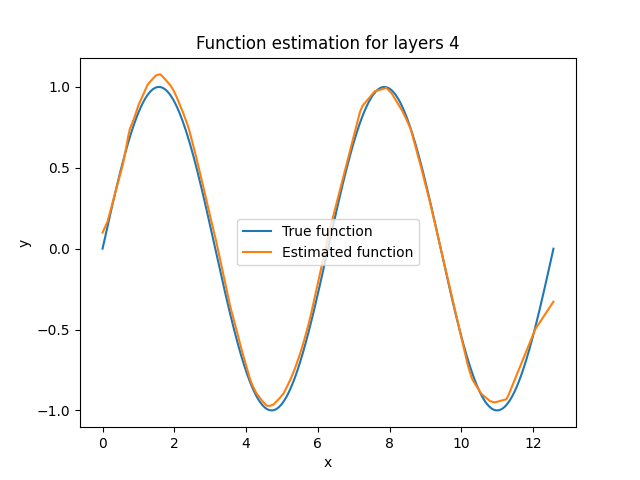 Function estimation for layers 4
1.0
0.5
0.0
−0.5
−1.0
y
True function
Estimated function
0 2 4 6 8 10 12
x